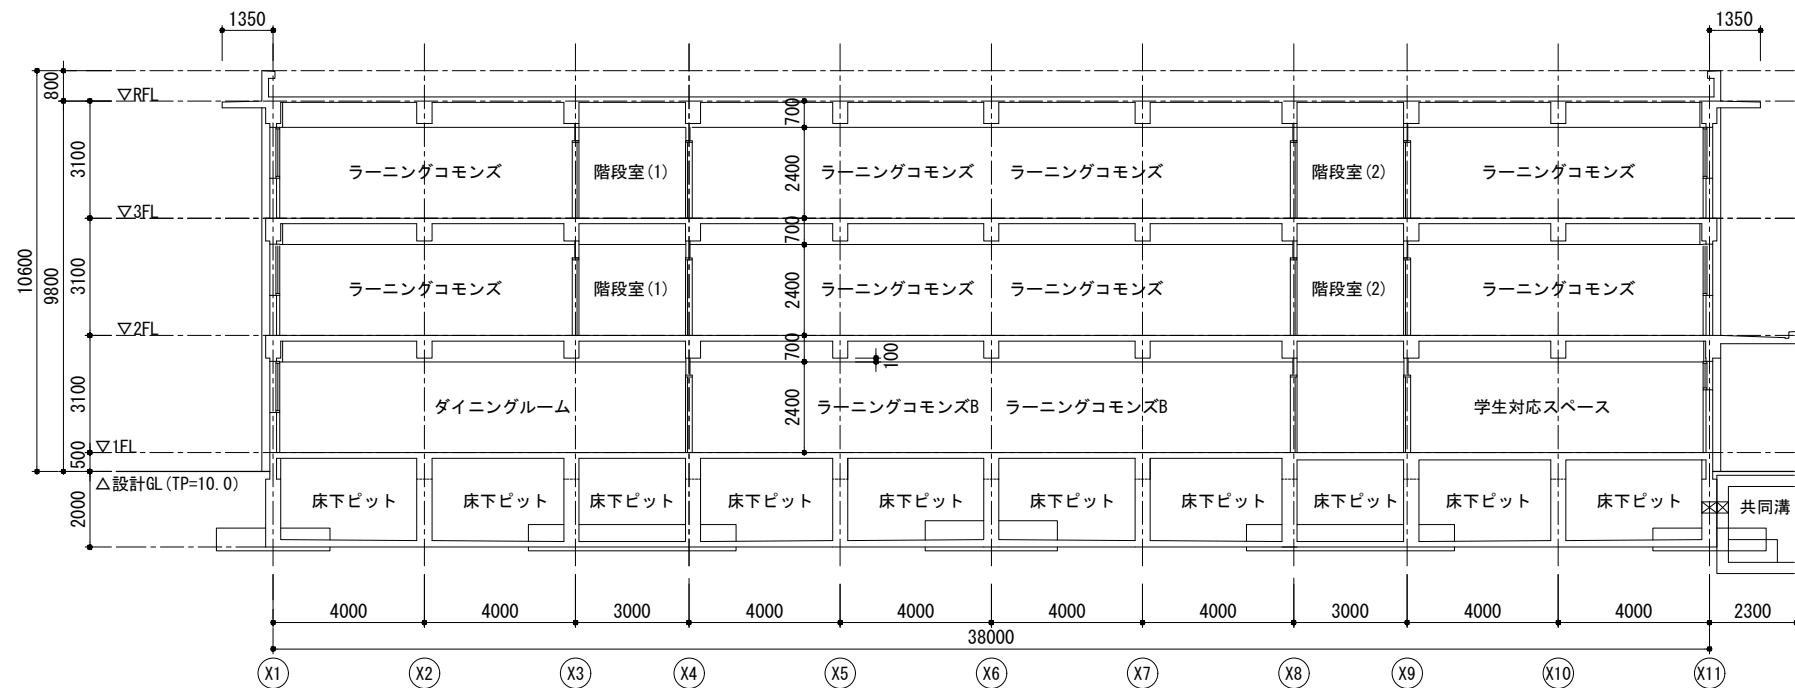 1350 1350
800
▽RFL
700
3100
ラーニングコモンズ 階段室(1) 2400 ラーニングコモンズ ラーニングコモンズ 階段室(2) ラーニングコモンズ
▽3FL
700
10600 9800 3100
ラーニングコモンズ 階段室(1) 2400 ラーニングコモンズ ラーニングコモンズ 階段室(2) ラーニングコモンズ
▽2FL
700 100
3100
ダイニングルーム 2400 ラーニングコモンズB ラーニングコモンズB 学生対応スペース
▽1FL
500
△設計GL(TP=10.0)
2000 床下ピット 床下ピット 床下ピット 床下ピット 床下ピット 床下ピット 床下ピット 床下ピット 床下ピット 床下ピット 共同溝
4000 4000 3000 4000 4000 4000 4000 3000 4000 4000 2300
38000
X1 X2 X3 X4 X5 X6 X7 X8 X9 X10 X11